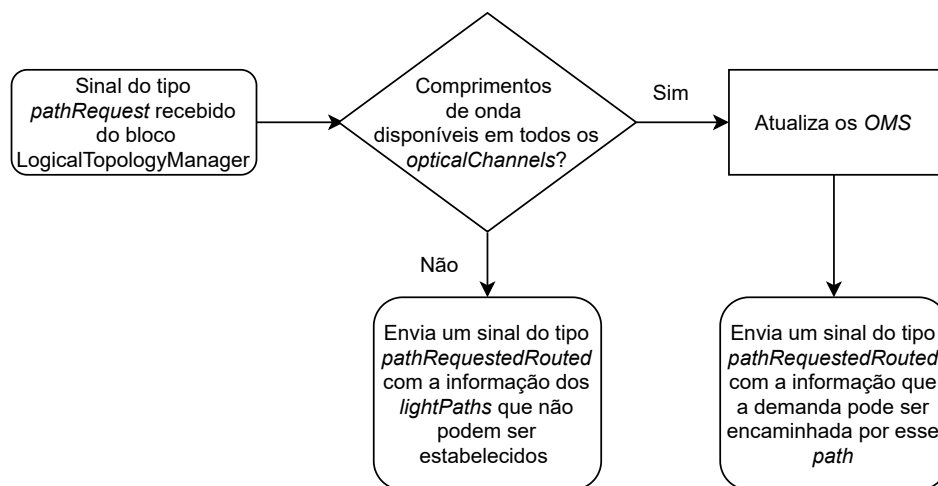 Sinal do tipo
pathRequest recebido
do bloco
LogicalTopologyManager
Comprimentos
de onda
disponíveis em todos os
opticalChannels?
Sim
Atualiza os OMS
Não
Envia um sinal do tipo
pathRequestedRouted
com a informação dos
lightPaths que não
podem ser
estabelecidos
Envia um sinal do tipo
pathRequestedRouted
com a informação que
a demanda pode ser
encaminhada por esse
path